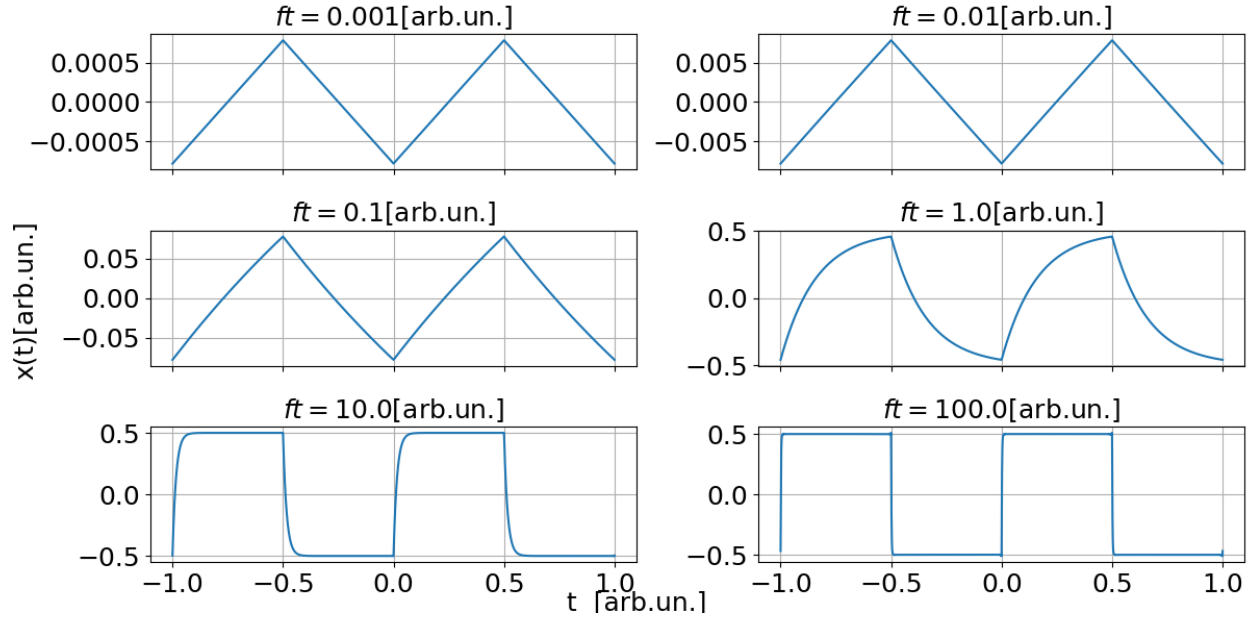 ft = 0.001[arb.un.]
0.0005
0.0000
−0.0005
ft = 0.01[arb.un.]
0.005
0.000
−0.005
ft = 0.1[arb.un.]
0.05
0.00
−0.05
ft = 1.0[arb.un.]
0.5
0.0
−0.5
x(t)[arb.un.]
ft = 10.0[arb.un.]
0.5
0.0
−0.5
−1.0 −0.5 0.0 0.5 1.0
ft = 100.0[arb.un.]
0.5
0.0
−0.5
−1.0 −0.5 0.0 0.5 1.0
t [arb.un.]